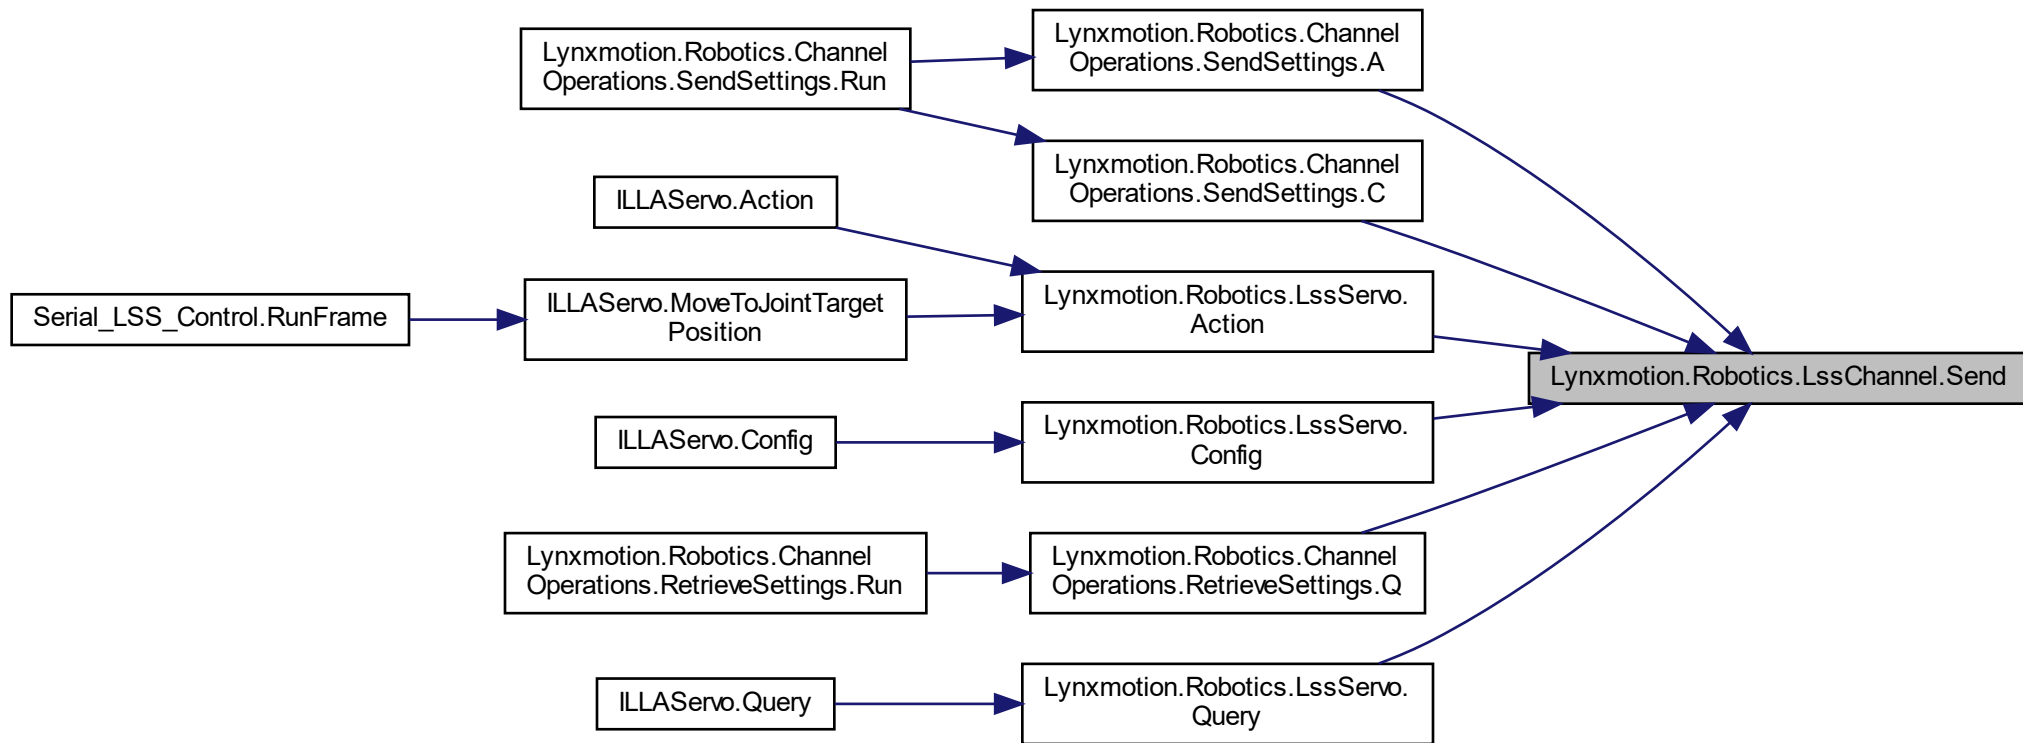 Lynxmotion.Robotics.Channel
Operations.SendSettings.A
Lynxmotion.Robotics.Channel
Operations.SendSettings.Run
Lynxmotion.Robotics.Channel
Operations.SendSettings.C
ILLAServo.Action
Serial_LSS_Control.RunFrame
ILLAServo.MoveToJointTarget
Position
Lynxmotion.Robotics.LssServo.
Action
Lynxmotion.Robotics.LssChannel.Send
ILLAServo.Config
Lynxmotion.Robotics.LssServo.
Config
Lynxmotion.Robotics.Channel
Operations.RetrieveSettings.Run
Lynxmotion.Robotics.Channel
Operations.RetrieveSettings.Q
ILLAServo.Query
Lynxmotion.Robotics.LssServo.
Query